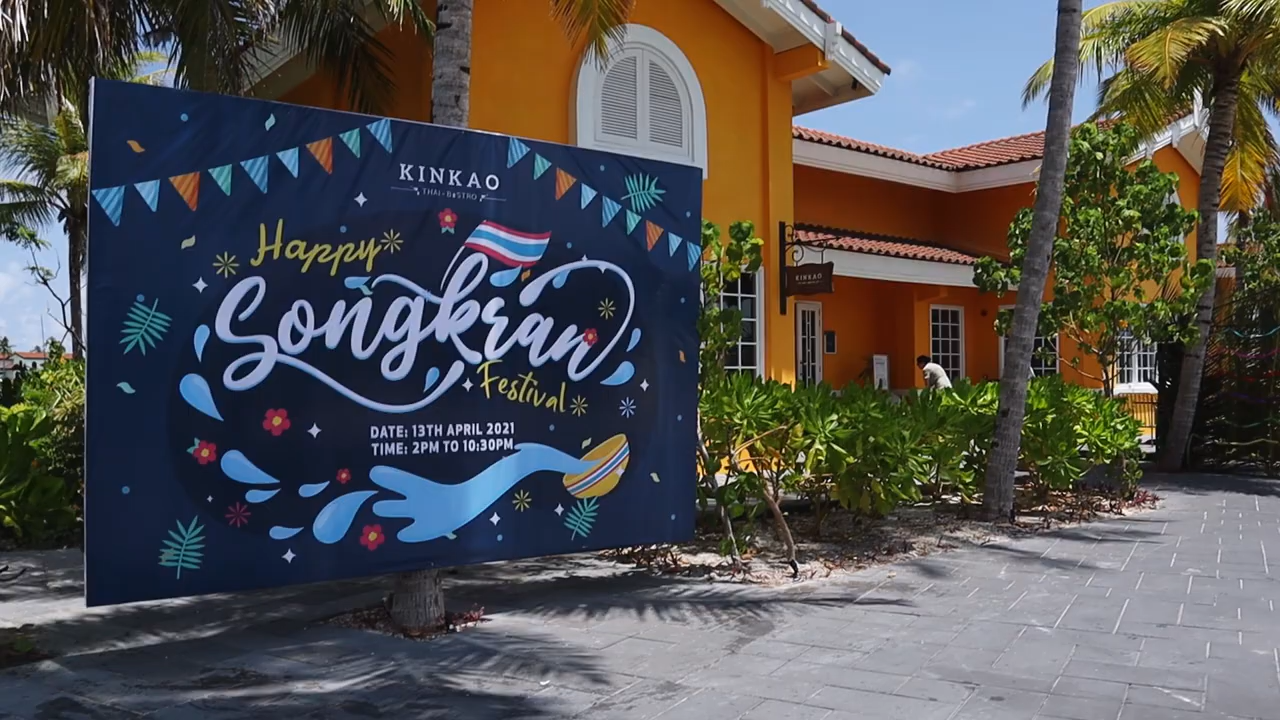 KINKAO
THAI BISTRO
Happy
Songkran
Festival
DATE: 13TH APRIL 2021
TIME: 2PM TO 10:30PM
KINKAO